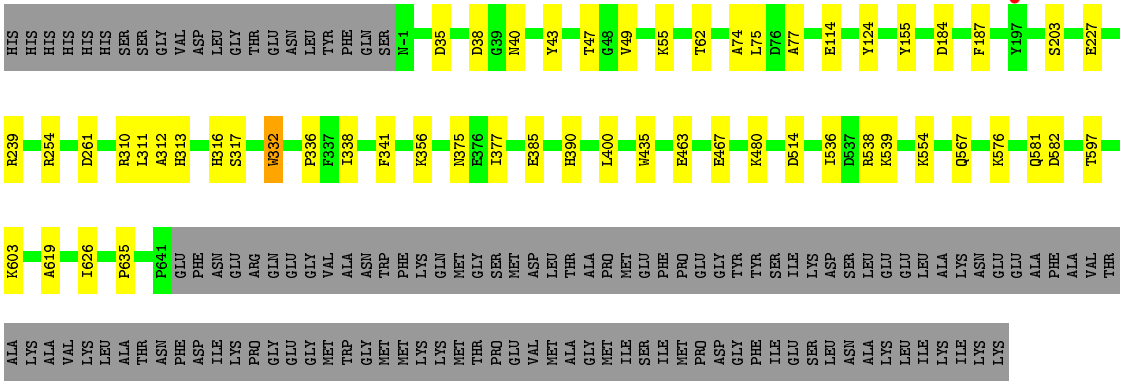 HIS HIS HIS HIS HIS HIS SER SER GLY VAL ASP LEU GLY THR GLU ASN LEU TYR PHE GLN SER N-1 D35 D38 G39 N40 Y43 T47 G48 V49 K55 T62 A74 L75 D76 A77 E114 Y124 Y155 D184 F187 Y197 S203 E227
R239 R254 D261 R310 L311 A312 H313 H316 S317 W332 P336 F337 I338 F341 K356 N375 E376 I377 E385 H390 L400 W435 E463 E467 K480 D514 I536 D537 R538 K539 K554 Q567 K576 Q581 D582 T597
K603 A619 I626 P635 P641 GLU PHE ASN GLU ARG GLN GLU GLY VAL ALA ASN TRP PHE LYS GLN MET GLY SER MET ASP LEU THR ALA PRO MET GLU ILE PHE PRO GLU GLY TYR TYR SER ILE LYS ASP SER LEU GLU GLU LEU ALA LYS ASN GLU GLU ALA PHE ALA VAL THR
ALA LYS ALA VAL LYS LEU ALA THR ASN PHE ASP ILE LYS PRO GLY GLU GLY MET TRP GLY MET MET LYS LYS MET THR PRO GLU VAL MET ALA GLY MET ILE SER ILE MET PRO ASP GLY PHE ILE GLU SER LEU ASN ALA LYS LEU ILE LYS ILE LYS LYS